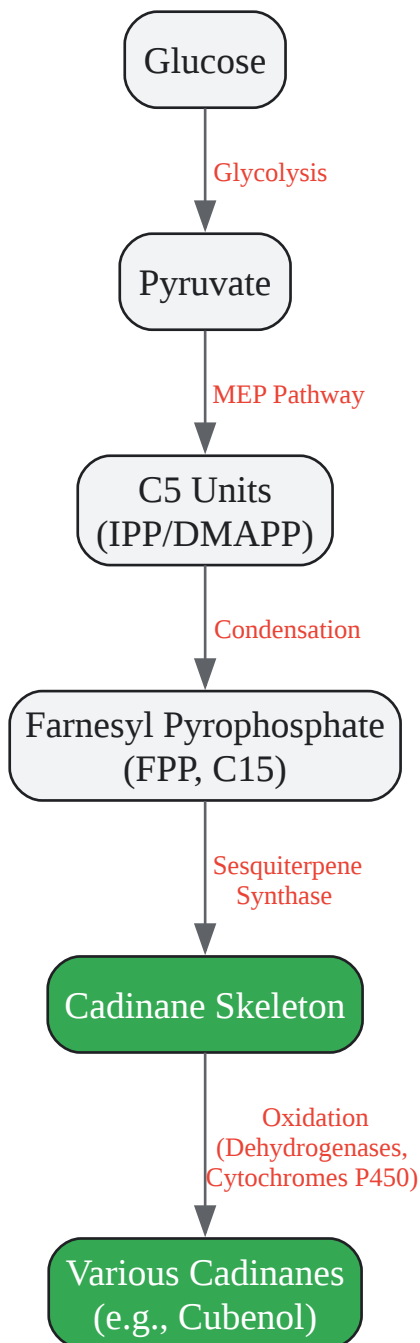 Glucose
Glycolysis
Pyruvate
MEP Pathway
C5 Units
(IPP/DMAPP)
Condensation
Farnesyl Pyrophosphate
(FPP, C15)
Sesquiterpene
Synthase
Cadinane Skeleton
Oxidation
(Dehydrogenases,
Cytochromes P450)
Various Cadinanes
(e.g., Cubenol)